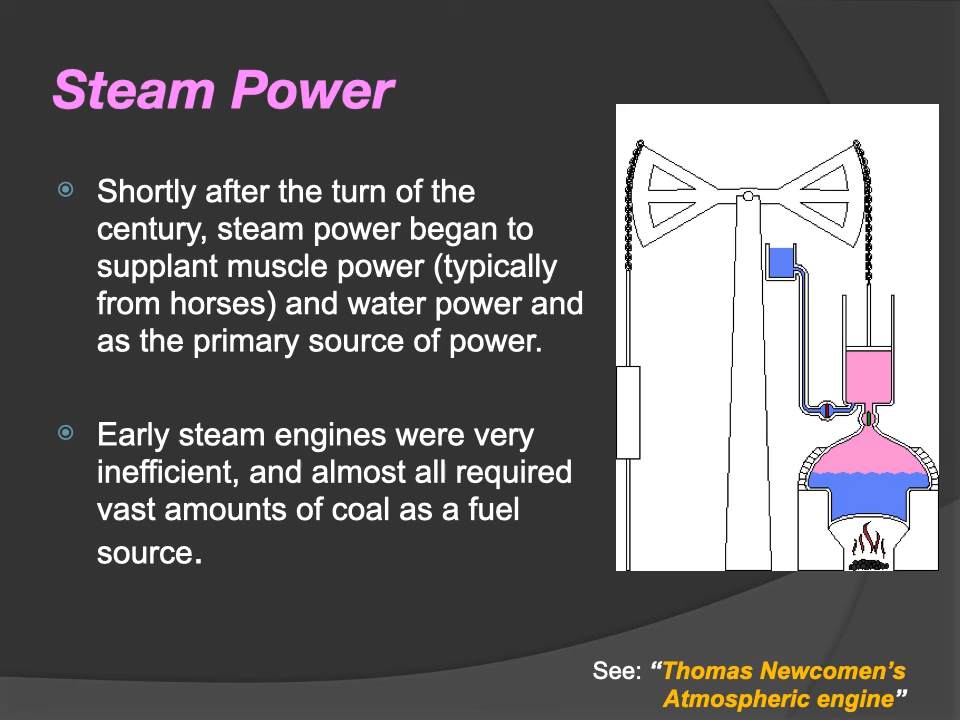 Steam Power
Shortly after the turn of the
century, steam power began to
supplant muscle power (typically
from horses) and water power and
as the primary source of power.
Early steam engines were very
inefficient, and almost all required
vast amounts of coal as a fuel
source.
See: “Thomas Newcomen’s
Atmospheric engine”